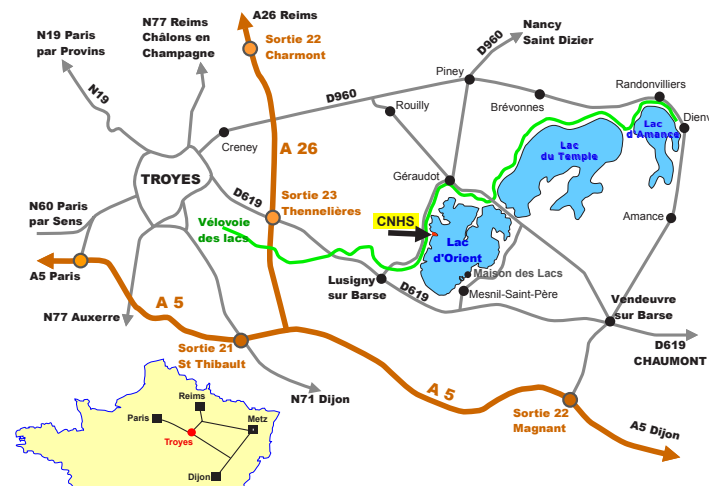 A26 Reims
N77 Reims
Châlons en
Champagne
N19 Paris
par Provins
Sortie 22
Charmont
Nancy
Saint Dizier
D960
Piney
Randonvilliers
N19
D960
Rouilly
Brévonnes
Dienv
Lac
d'Amance
Creney
A 26
Lac
du Temple
TROYES
Géraudot
D619
Sortie 23
Thennelières
N60 Paris
par Sens
Vélovoie
des lacs
CNHS
Amance
Lac
d'Orient
Maison des Lacs
A5 Paris
Lusigny
sur Barse
D619
Mesnil-Saint-Père
Vendeuvre
sur Barse
A 5
N77 Auxerre
D619
CHAUMONT
Sortie 21
St Thibault
N71 Dijon
A 5
Sortie 22
Magnant
A5 Dijon
Reims
Paris
Metz
Troyes
Dijon